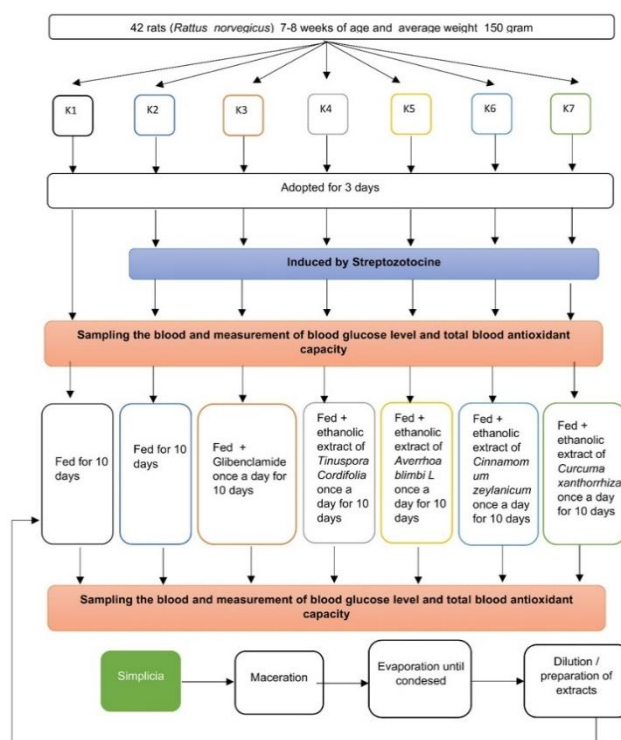 42 rats (Rattus norvegicus) 7-8 weeks of age and average weight 150 gram
K1
K2
K3
K4
K5
K6
K7
Adopted for 3 days
Induced by Streptozotocine
Sampling the blood and measurement of blood glucose level and total blood antioxidant
capacity
Fed for 10
days
Fed for 10
days
Fed +
Glibenclamide
once a day for
10 days
Fed +
ethanolic
extract of
Tinuspora
Cordifolia
once a day
for 10 days
Fed +
ethanolic
extract of
Averrhoa
blimbi L
once a day
for 10 days
Fed +
ethanolic
extract of
Cinnamom
um
zeylanicum
once a day
for 10 days
Fed +
ethanolic
extract of
Curcuma
xanthorrhiza
once a day
for 10 days
Sampling the blood and measurement of blood glucose level and total blood antioxidant
capacity
Simplicia
Maceration
Evaporation until
condesed
Dilution /
preparation of
extracts